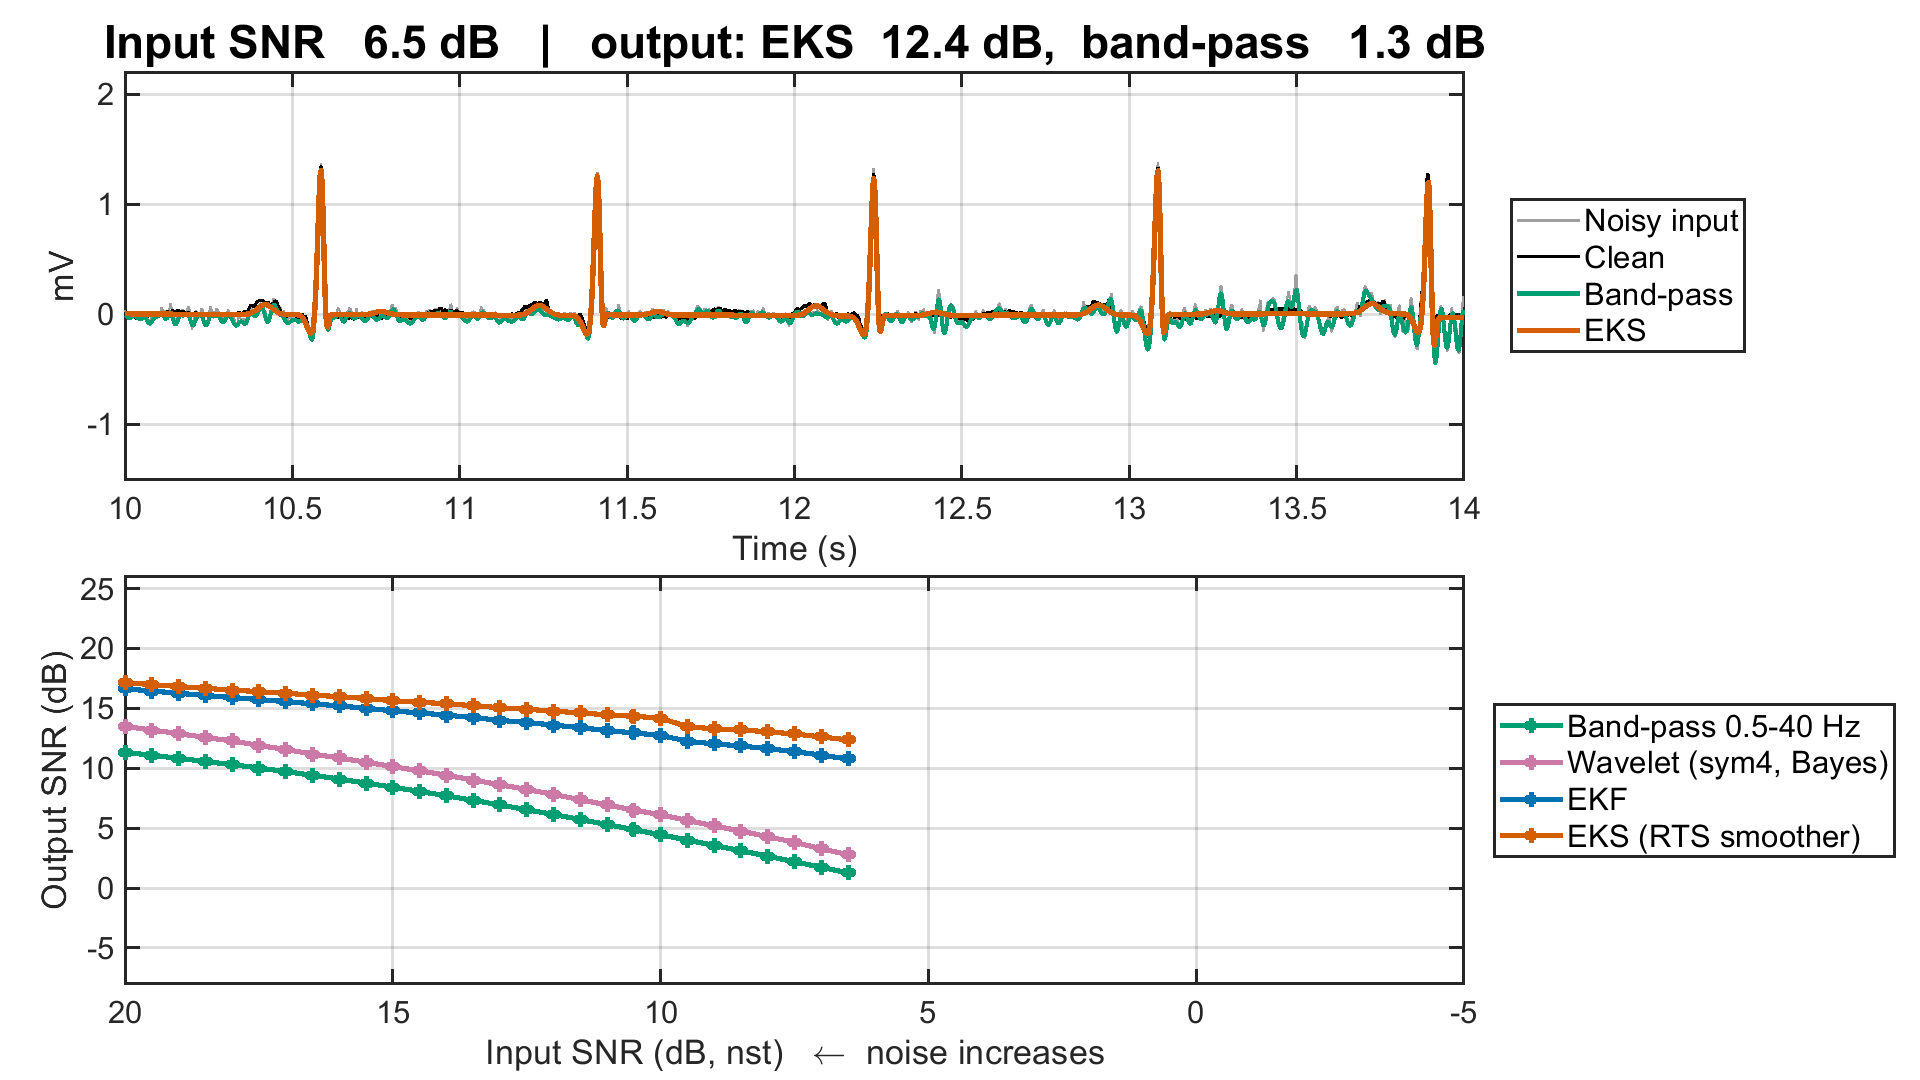 Input SNR   6.5 dB   |   output: EKS  12.4 dB,  band-pass   1.3 dB
2
1
0
-1
mV
10
10.5
11
11.5
12
12.5
13
13.5
14
Time (s)
Noisy input
Clean
Band-pass
EKS
25
20
15
10
5
0
-5
Output SNR (dB)
20
15
10
5
0
-5
Input SNR (dB, nst)   ←  noise increases
Band-pass 0.5-40 Hz
Wavelet (sym4, Bayes)
EKF
EKS (RTS smoother)